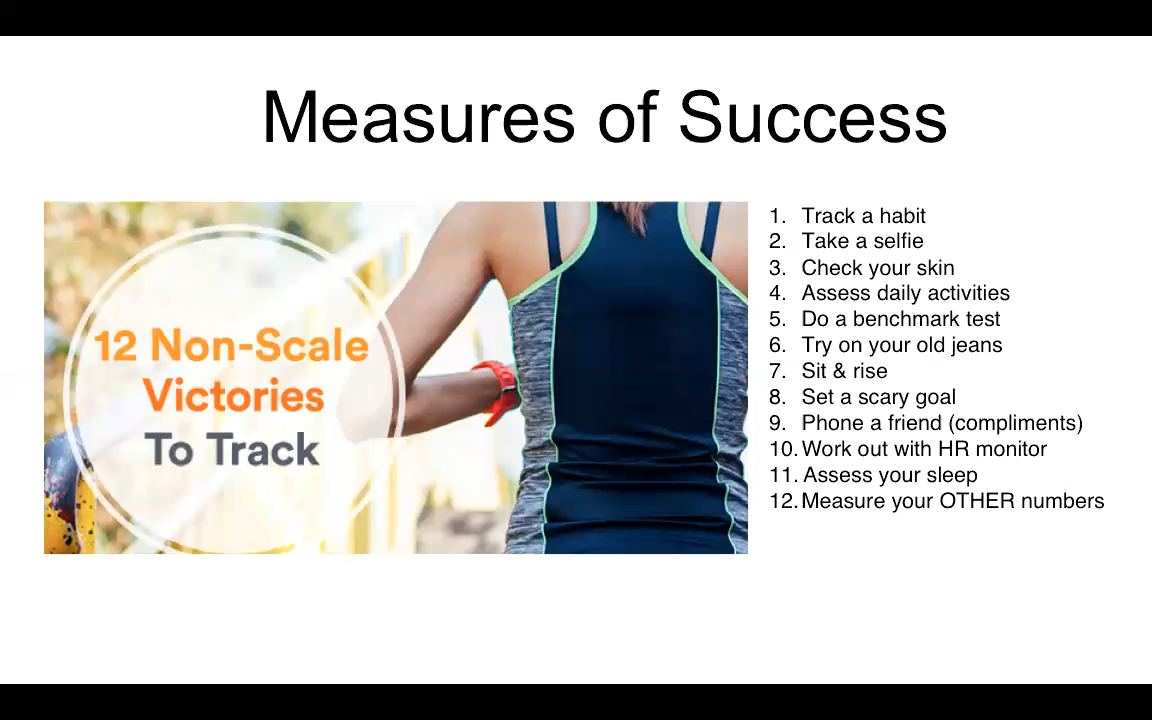 Measures of Success
12 Non-Scale
Victories
To Track
1. Track a habit
2. Take a selfie
3. Check your skin
4. Assess daily activities
5. Do a benchmark test
6. Try on your old jeans
7. Sit & rise
8. Set a scary goal
9. Phone a friend (compliments)
10. Work out with HR monitor
11. Assess your sleep
12. Measure your OTHER numbers